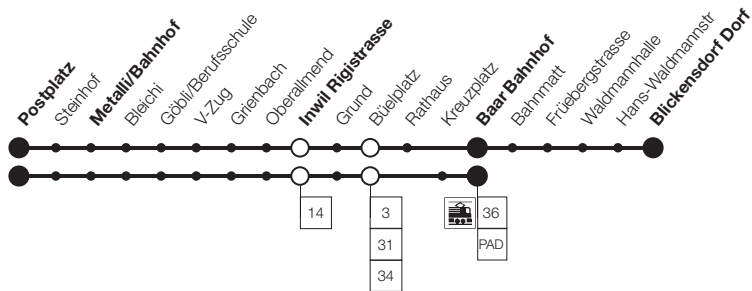 Postplatz
Steinhof
Metalli/Bahnhof
Bleichi
Göbli/Berufsschule
V-Zug
Grienbach
Oberallmend
Inwil Rigistrasse
Grund
Büelplatz
Rathaus
Kreuzplatz
Baar Bahnhof
Bahnmatt
Früebergstrasse
Waldmannhalle
Hans-Waldmannstr
Blickensdorf Dorf
14
3
36
31
PAD
34